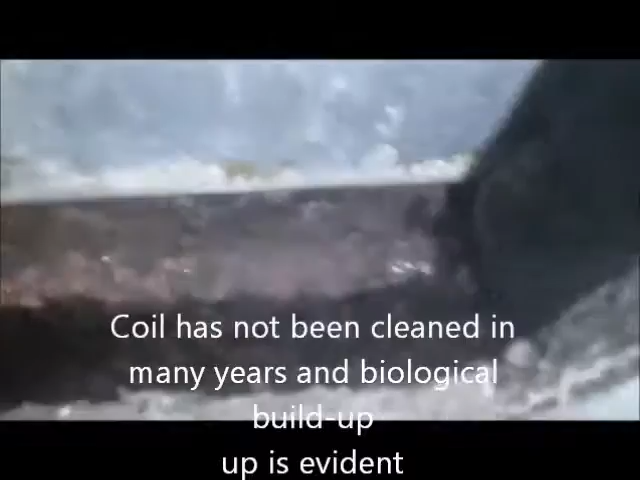 Coil has not been cleaned in
many years and biological
build-up
up is evident